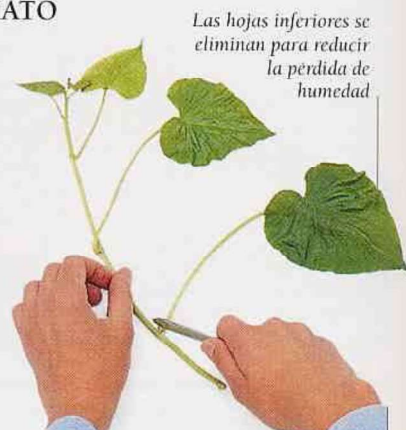 ATO
Las hojas inferiores se
eliminan para reducir
la pérdida de
humedad